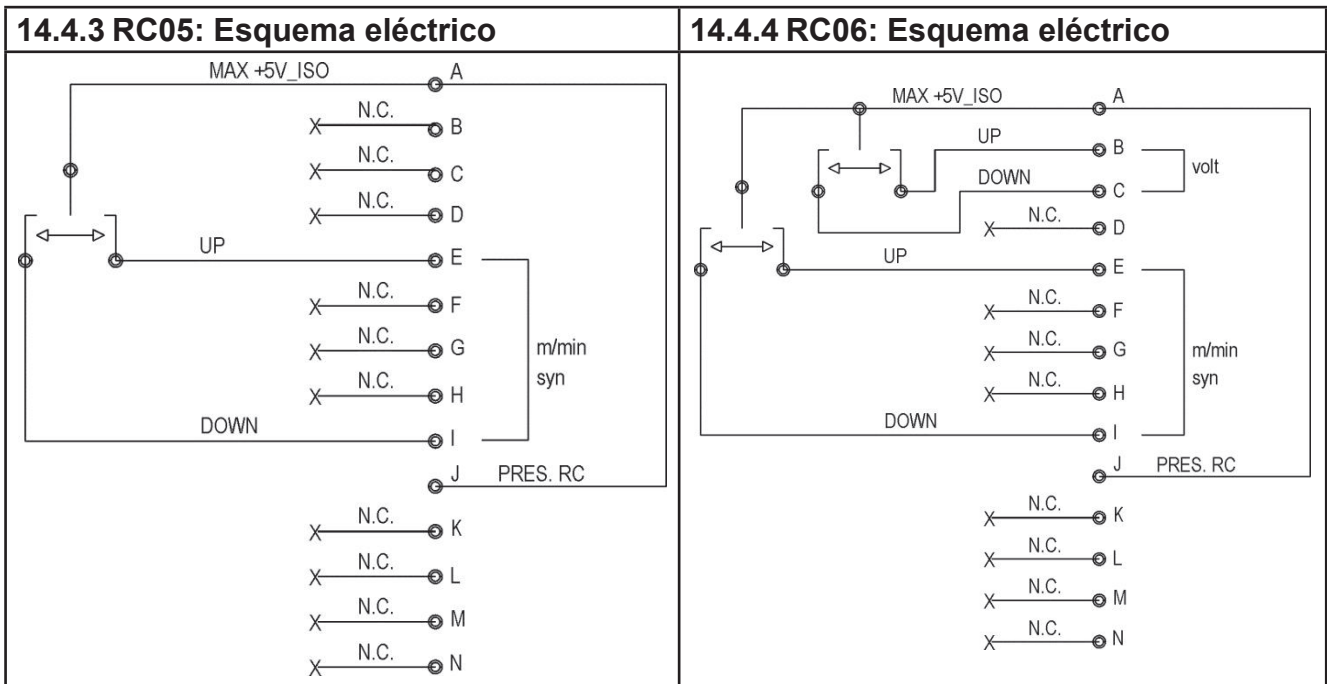 14.4.3 RC05: Esquema eléctrico
MAX +5V_ISO A
N.C. B
N.C. C
N.C. D
UP E
N.C. F
N.C. G
m/min
syn
N.C. H
DOWN I
J PRES. RC
N.C. K
N.C. L
N.C. M
N.C. N
14.4.4 RC06: Esquema eléctrico
MAX +5V_ISO A
UP B
volt
DOWN C
N.C. D
UP E
N.C. F
N.C. G
m/min
syn
N.C. H
DOWN I
J PRES. RC
N.C. K
N.C. L
N.C. M
N.C. N